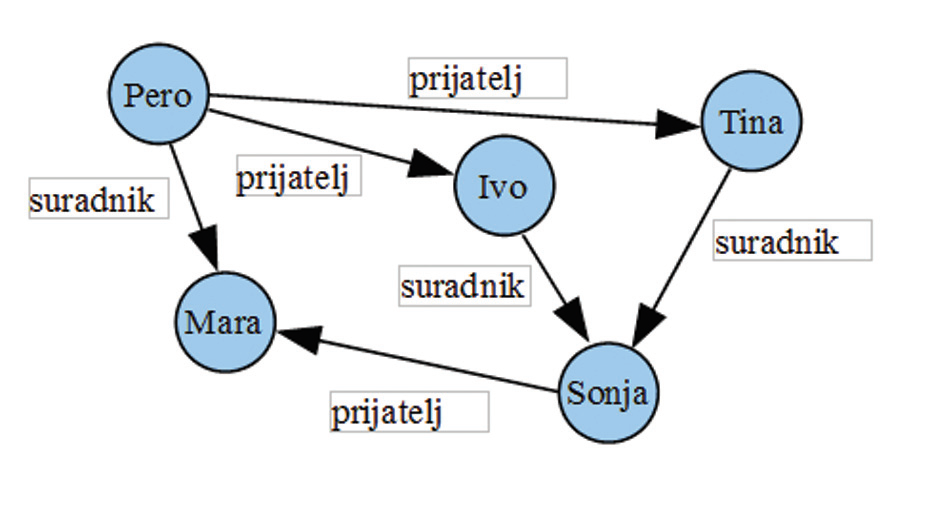 prijatelj
Pero
Tina
prijatelj
Ivo
suradnik
suradnik
suradnik
Mara
Sonja
prijatelj